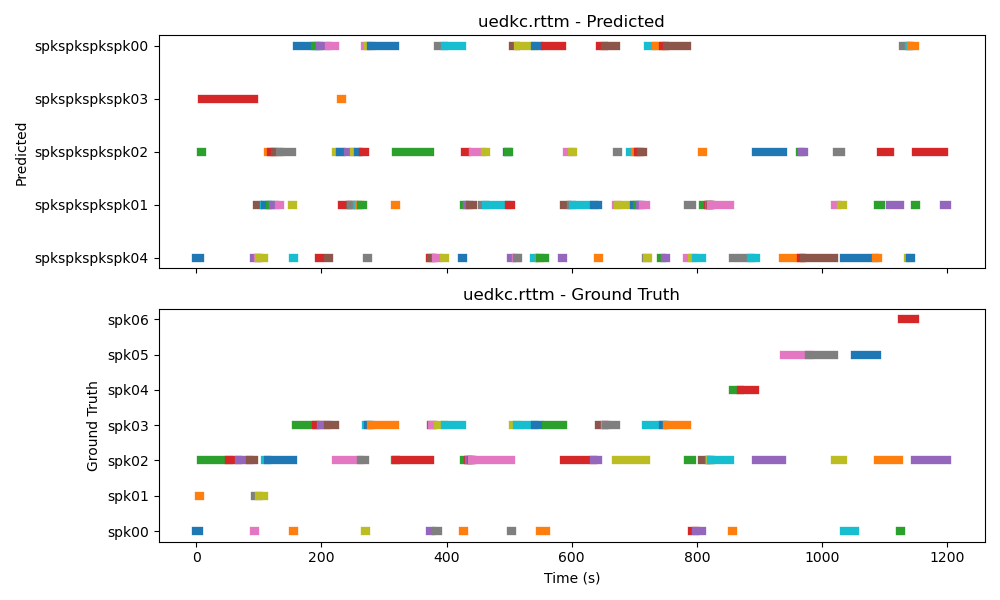 uedkc.rttm - Predicted
spkspkspkspk00
spkspkspkspk03
spkspkspkspk02
spkspkspkspk01
spkspkspkspk04
Predicted
uedkc.rttm - Ground Truth
spk06
spk05
spk04
spk03
spk02
spk01
spk00
Ground Truth
0 200 400 600 800 1000 1200
Time (s)